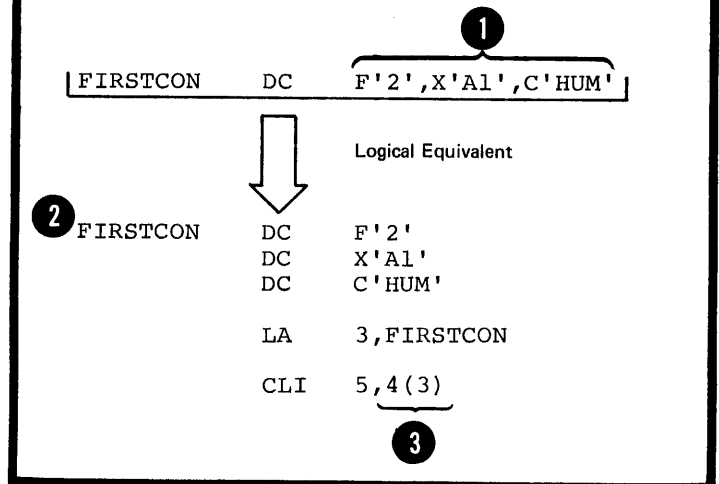 1
FIRSTCON DC F'2',X'A1',C'HUM'
Logical Equivalent
2
FIRSTCON DC F'2'
DC X'A1'
DC C'HUM'
LA 3,FIRSTCON
CLI 5,4(3)
3